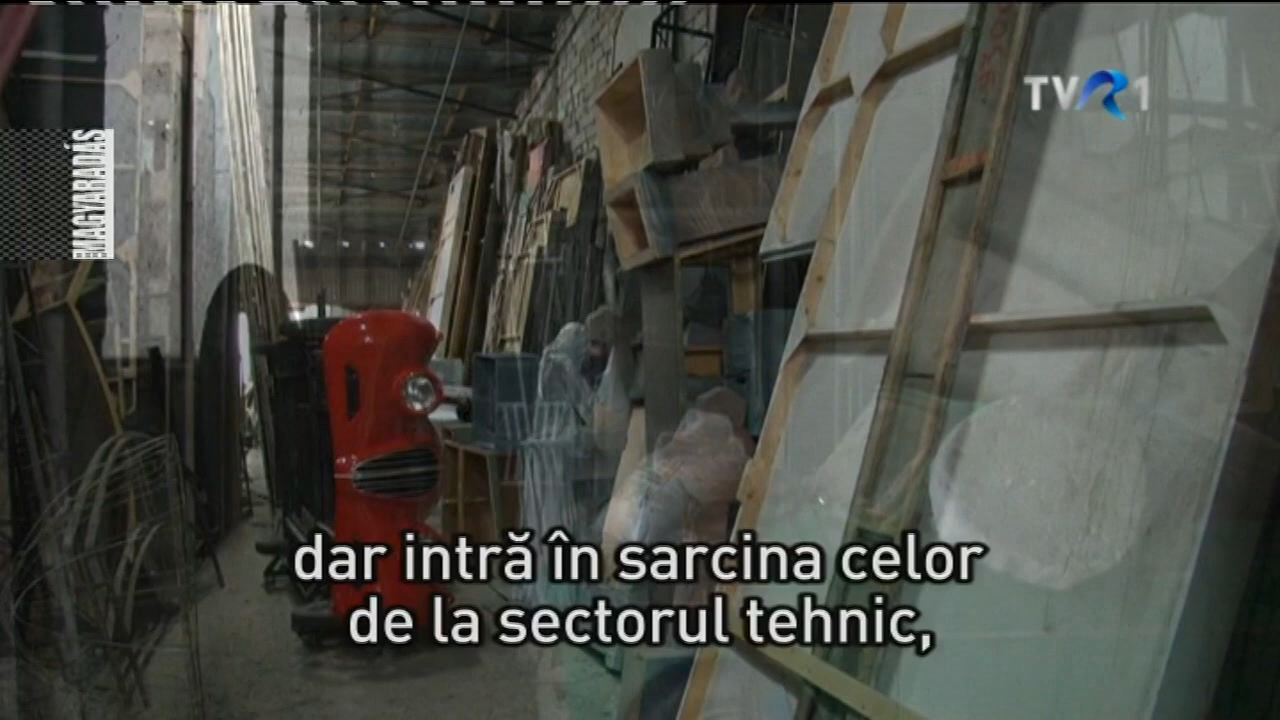 TVR1
MAGYARADÁS
dar intră în sarcina celor
de la sectorul tehnic,